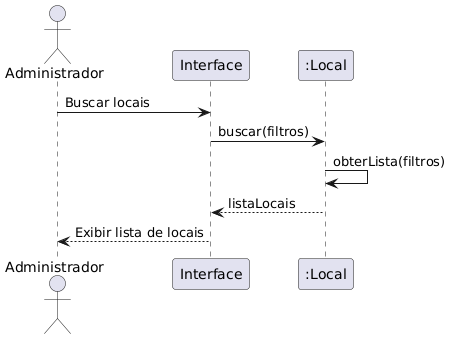 Administrador
Interface
:Local
Buscar locais
buscar(filtros)
obterLista(filtros)
listaLocais
Exibir lista de locais
Administrador
Interface
:Local